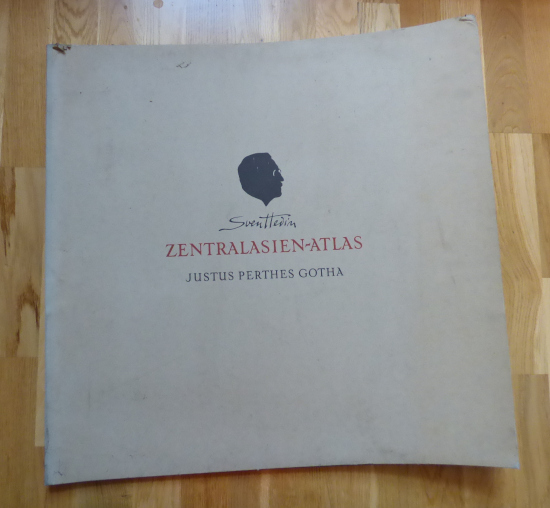 Sven Hedin
ZENTRALASIEN-ATLAS
JUSTUS PERTHES GOTHA